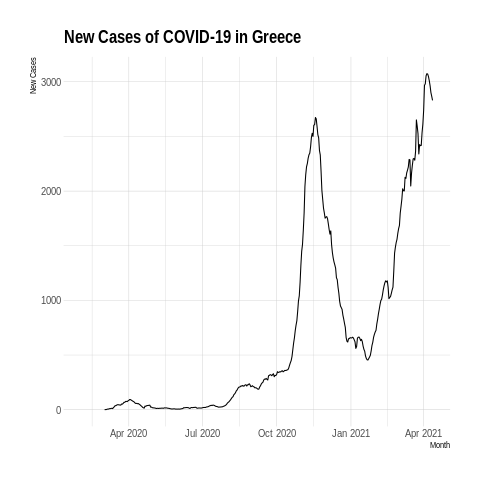 New Cases of COVID-19 in Greece
New Cases
3000
2000
1000
0
Apr 2020 Jul 2020 Oct 2020 Jan 2021 Apr 2021
Month